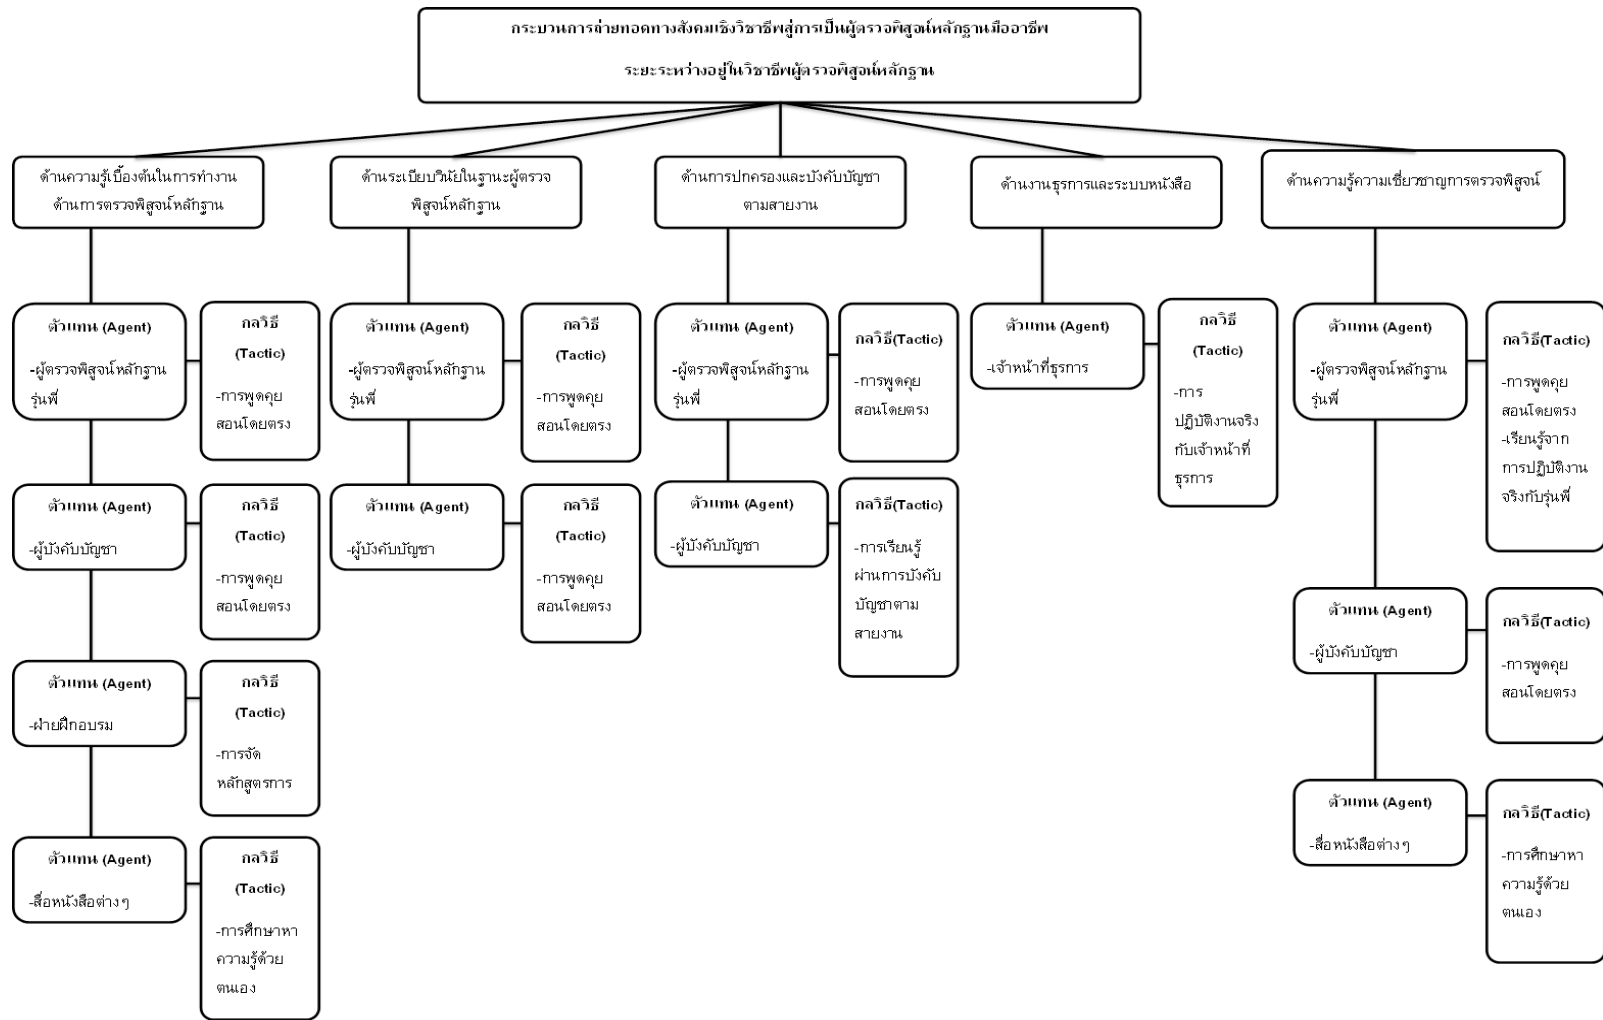 กระบวนการถ่ายทอดทางสังคมเชิงวิชาชีพสู่การเป็นผู้ตรวจพิสูจน์หลักฐานมืออาชีพ
ระยะระหว่างอยู่ในวิชาชีพผู้ตรวจพิสูจน์หลักฐาน
ด้านความรู้เบื้องต้นในการทำงาน
ด้านการตรวจพิสูจน์หลักฐาน
ตัวแทน (Agent)
-ผู้ตรวจพิสูจน์หลักฐาน
รุ่นพี่
กลวิธี
(Tactic)
-การพูดคุย
สอนโดยตรง
ตัวแทน (Agent)
-ผู้บังคับบัญชา
กลวิธี
(Tactic)
-การพูดคุย
สอนโดยตรง
ตัวแทน (Agent)
-ฝ่ายฝึกอบรม
กลวิธี
(Tactic)
-การจัด
หลักสูตรการ
ตัวแทน (Agent)
-สื่อหนังสือต่างๆ
กลวิธี
(Tactic)
-การศึกษาหา
ความรู้ด้วย
ตนเอง
ด้านระเบียบวินัยในฐานะผู้ตรวจ
พิสูจน์หลักฐาน
ตัวแทน (Agent)
-ผู้ตรวจพิสูจน์หลักฐาน
รุ่นพี่
กลวิธี
(Tactic)
-การพูดคุย
สอนโดยตรง
ตัวแทน (Agent)
-ผู้บังคับบัญชา
กลวิธี
(Tactic)
-การพูดคุย
สอนโดยตรง
ด้านการปกครองและบังคับบัญชา
ตามสายงาน
ตัวแทน (Agent)
-ผู้ตรวจพิสูจน์หลักฐาน
รุ่นพี่
กลวิธี(Tactic)
-การพูดคุย
สอนโดยตรง
ตัวแทน (Agent)
-ผู้บังคับบัญชา
กลวิธี(Tactic)
-การเรียนรู้
ผ่านการบังคับ
บัญชาตาม
สายงาน
ด้านงานธุรการและระบบหนังสือ
ตัวแทน (Agent)
-เจ้าหน้าที่ธุรการ
กลวิธี
(Tactic)
-การ
ปฏิบัติงานจริง
กับเจ้าหน้าที่
ธุรการ
ด้านความรู้ความเชี่ยวชาญการตรวจพิสูจน์
ตัวแทน (Agent)
-ผู้ตรวจพิสูจน์หลักฐาน
รุ่นพี่
กลวิธี(Tactic)
-การพูดคุย
สอนโดยตรง
-เรียนรู้จาก
การปฏิบัติงาน
จริงกับรุ่นพี่
ตัวแทน (Agent)
-ผู้บังคับบัญชา
กลวิธี(Tactic)
-การพูดคุย
สอนโดยตรง
ตัวแทน (Agent)
-สื่อหนังสือต่างๆ
กลวิธี(Tactic)
-การศึกษาหา
ความรู้ด้วย
ตนเอง